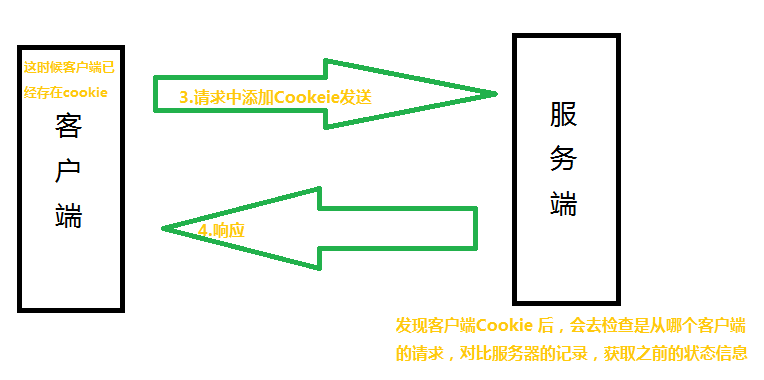 这时候客户端已
经存在cookie
客
户
端
3.请求中添加Cookeie发送
服
务
端
4.响应
发现客户端Cookie 后，会去检查是从哪个客户端
的请求，对比服务器的记录，获取之前的状态信息